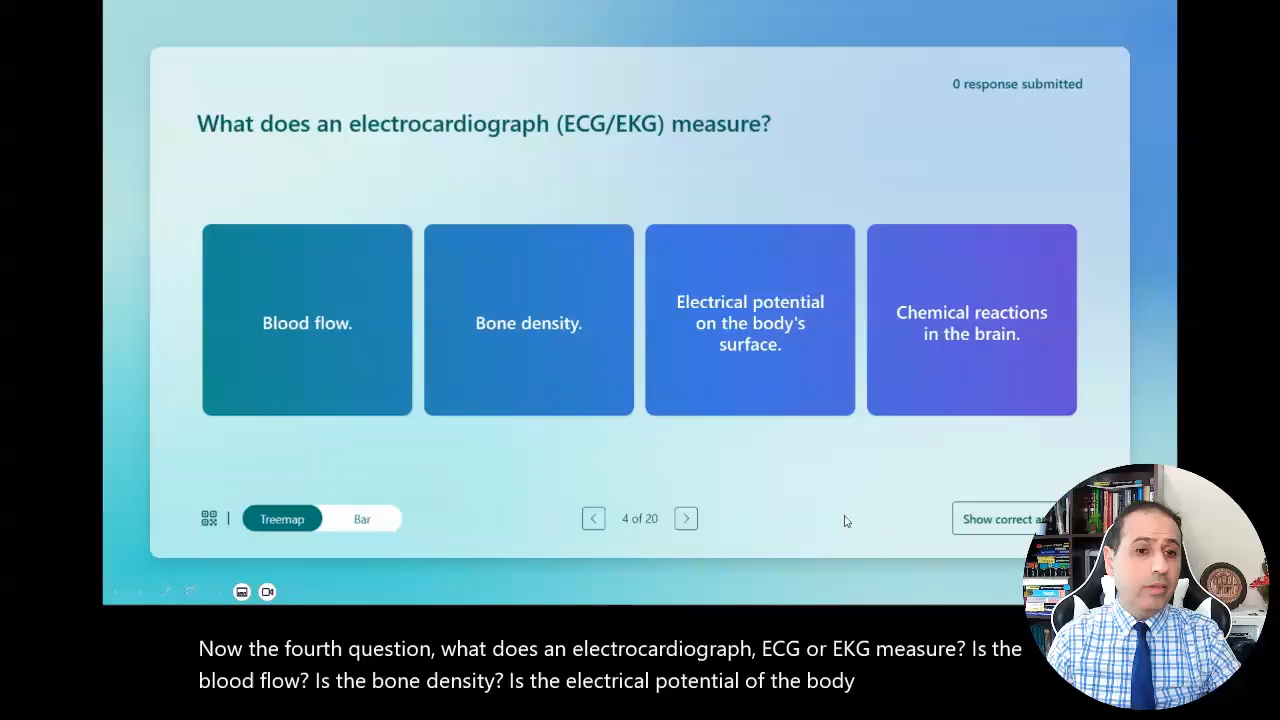 0 response submitted
What does an electrocardiograph (ECG/EKG) measure?
Blood flow.
Bone density.
Electrical potential
on the body's
surface.
Chemical reactions
in the brain.
Treemap
Bar
4 of 20
Show correct
Now the fourth question, what does an electrocardiograph, ECG or EKG measure? Is the
blood flow? Is the bone density? Is the electrical potential of the body